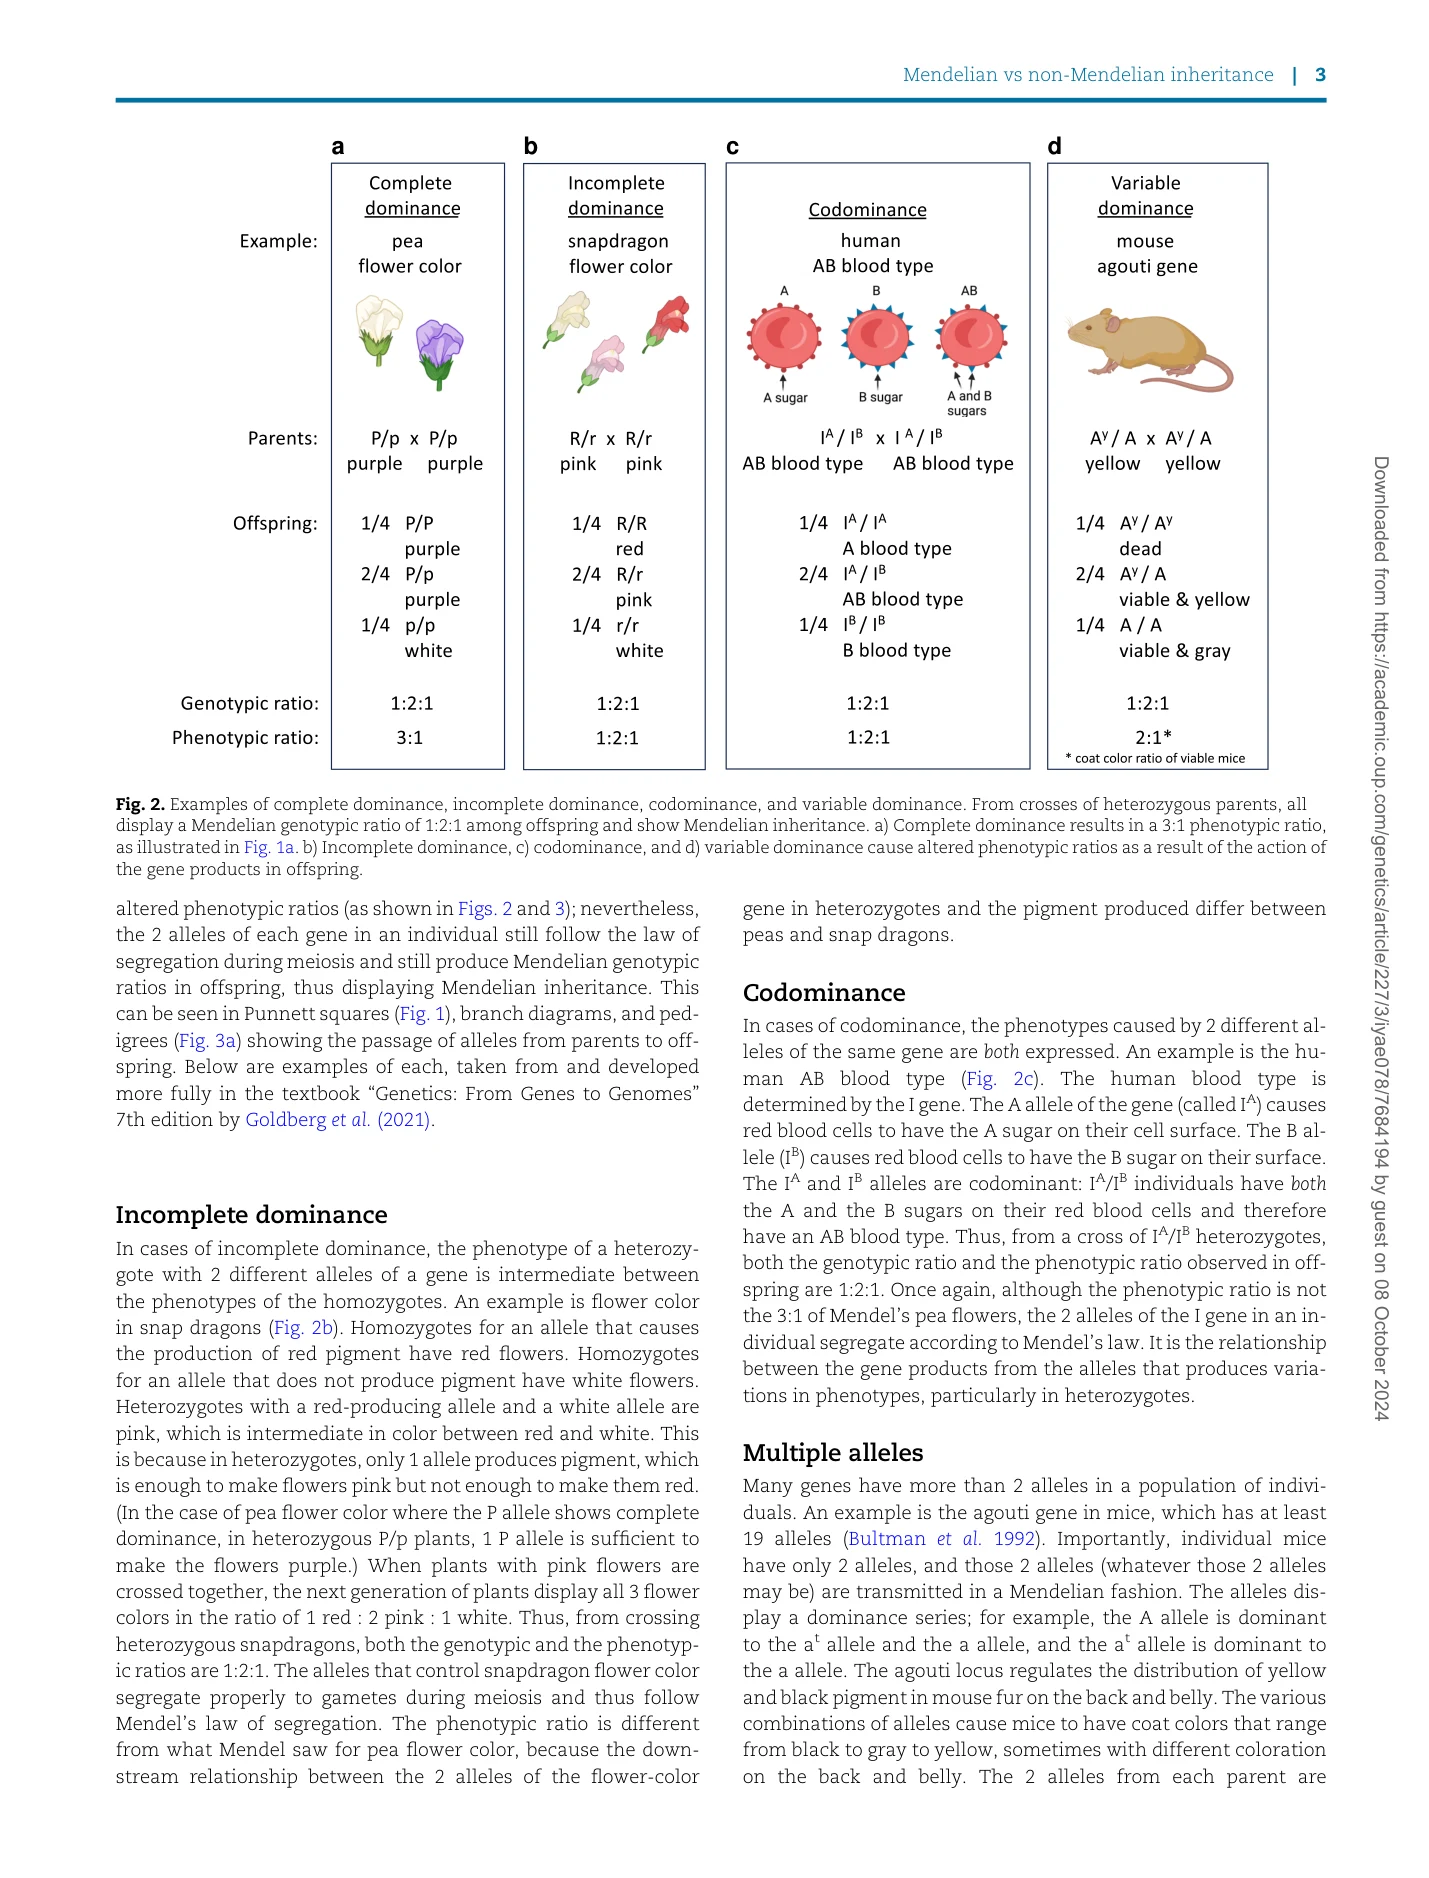 Mendelian vs non-Mendelian inheritance | 3
a
Complete
dominance
b
Incomplete
dominance
c
Codominance
d
Variable
dominance
Example:
pea
flower color
snapdragon
flower color
human
AB blood type
mouse
agouti gene
A
B
AB
A sugar
B sugar
A and B
sugars
Parents:
P/p x P/p
purple purple
R/r x R/r
pink pink
Iᴬ / Iᴮ x I ᴬ / Iᴮ
AB blood type AB blood type
Aʸ / A x Aʸ / A
yellow yellow
Offspring:
1/4 P/P
purple
2/4 P/p
purple
1/4 p/p
white
1/4 R/R
red
2/4 R/r
pink
1/4 r/r
white
1/4 Iᴬ / Iᴬ
A blood type
2/4 Iᴬ / Iᴮ
AB blood type
1/4 Iᴮ / Iᴮ
B blood type
1/4 Aʸ / Aʸ
dead
2/4 Aʸ / A
viable & yellow
1/4 A / A
viable & gray
Genotypic ratio: 1:2:1 1:2:1 1:2:1 1:2:1
Phenotypic ratio: 3:1 1:2:1 1:2:1 2:1*
* coat color ratio of viable mice
Fig. 2. Examples of complete dominance, incomplete dominance, codominance, and variable dominance. From crosses of heterozygous parents, all
display a Mendelian genotypic ratio of 1:2:1 among offspring and show Mendelian inheritance. a) Complete dominance results in a 3:1 phenotypic ratio,
as illustrated in Fig. 1a. b) Incomplete dominance, c) codominance, and d) variable dominance cause altered phenotypic ratios as a result of the action of
the gene products in offspring.
altered phenotypic ratios (as shown in Figs. 2 and 3); nevertheless,
the 2 alleles of each gene in an individual still follow the law of
segregation during meiosis and still produce Mendelian genotypic
ratios in offspring, thus displaying Mendelian inheritance. This
can be seen in Punnett squares (Fig. 1), branch diagrams, and ped-
igrees (Fig. 3a) showing the passage of alleles from parents to off-
spring. Below are examples of each, taken from and developed
more fully in the textbook “Genetics: From Genes to Genomes”
7th edition by Goldberg et al. (2021).
Incomplete dominance
In cases of incomplete dominance, the phenotype of a heterozy-
gote with 2 different alleles of a gene is intermediate between
the phenotypes of the homozygotes. An example is flower color
in snap dragons (Fig. 2b). Homozygotes for an allele that causes
the production of red pigment have red flowers. Homozygotes
for an allele that does not produce pigment have white flowers.
Heterozygotes with a red-producing allele and a white allele are
pink, which is intermediate in color between red and white. This
is because in heterozygotes, only 1 allele produces pigment, which
is enough to make flowers pink but not enough to make them red.
(In the case of pea flower color where the P allele shows complete
dominance, in heterozygous P/p plants, 1 P allele is sufficient to
make the flowers purple.) When plants with pink flowers are
crossed together, the next generation of plants display all 3 flower
colors in the ratio of 1 red : 2 pink : 1 white. Thus, from crossing
heterozygous snapdragons, both the genotypic and the phenotyp-
ic ratios are 1:2:1. The alleles that control snapdragon flower color
segregate properly to gametes during meiosis and thus follow
Mendel’s law of segregation. The phenotypic ratio is different
from what Mendel saw for pea flower color, because the down-
stream relationship between the 2 alleles of the flower-color
gene in heterozygotes and the pigment produced differ between
peas and snap dragons.
Codominance
In cases of codominance, the phenotypes caused by 2 different al-
leles of the same gene are both expressed. An example is the hu-
man AB blood type (Fig. 2c). The human blood type is
determined by the I gene. The A allele of the gene (called Iᴬ) causes
red blood cells to have the A sugar on their cell surface. The B al-
lele (Iᴮ) causes red blood cells to have the B sugar on their surface.
The Iᴬ and Iᴮ alleles are codominant: Iᴬ/Iᴮ individuals have both
the A and the B sugars on their red blood cells and therefore
have an AB blood type. Thus, from a cross of Iᴬ/Iᴮ heterozygotes,
both the genotypic ratio and the phenotypic ratio observed in off-
spring are 1:2:1. Once again, although the phenotypic ratio is not
the 3:1 of Mendel’s pea flowers, the 2 alleles of the I gene in an in-
dividual segregate according to Mendel’s law. It is the relationship
between the gene products from the alleles that produces varia-
tions in phenotypes, particularly in heterozygotes.
Multiple alleles
Many genes have more than 2 alleles in a population of indivi-
duals. An example is the agouti gene in mice, which has at least
19 alleles (Bultman et al. 1992). Importantly, individual mice
have only 2 alleles, and those 2 alleles (whatever those 2 alleles
may be) are transmitted in a Mendelian fashion. The alleles dis-
play a dominance series; for example, the A allele is dominant
to the aᵗ allele and the a allele, and the aᵗ allele is dominant to
the a allele. The agouti locus regulates the distribution of yellow
and black pigment in mouse fur on the back and belly. The various
combinations of alleles cause mice to have coat colors that range
from black to gray to yellow, sometimes with different coloration
on the back and belly. The 2 alleles from each parent are
Downloaded from https://academic.oup.com/genetics/article/227/3/iyae078/7684194 by guest on 08 October 2024